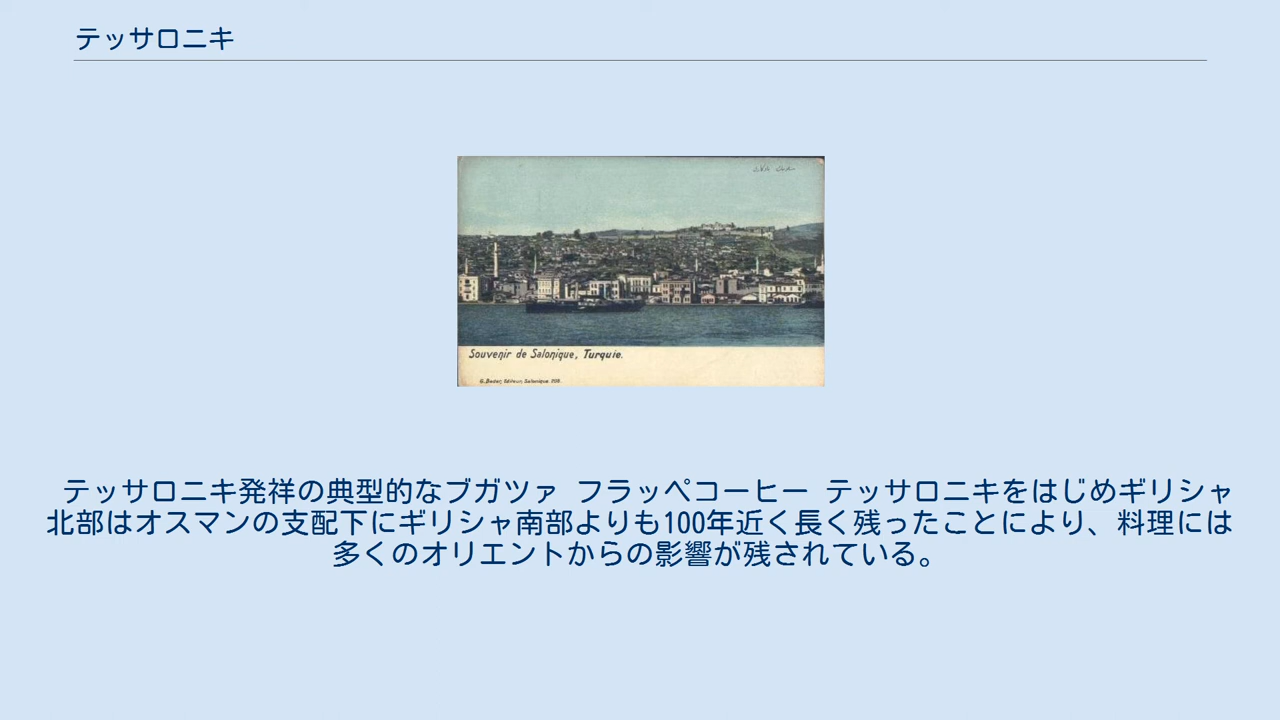 テッサロニキ
Souvenir de Salonique, Turquie.
テッサロニキ発祥の典型的なブガツァ フラッペコーヒー テッサロニキをはじめギリシャ
北部はオスマンの支配下にギリシャ南部よりも100年近く長く残ったことにより、料理には
多くのオリエントからの影響が残されている。